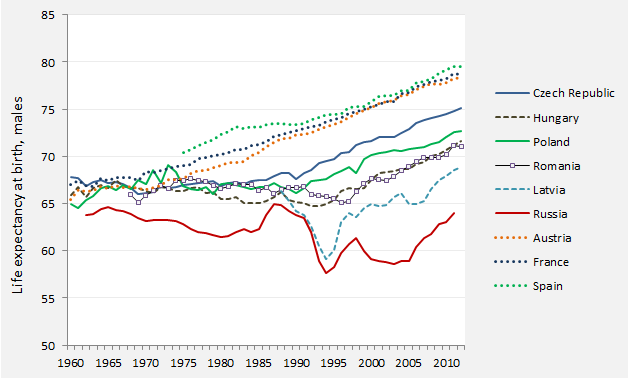 Life expectancy at birth, males
85
80
75
70
65
60
55
50
1960 1965 1970 1975 1980 1985 1990 1995 2000 2005 2010
Czech Republic
Hungary
Poland
Romania
Latvia
Russia
Austria
France
Spain